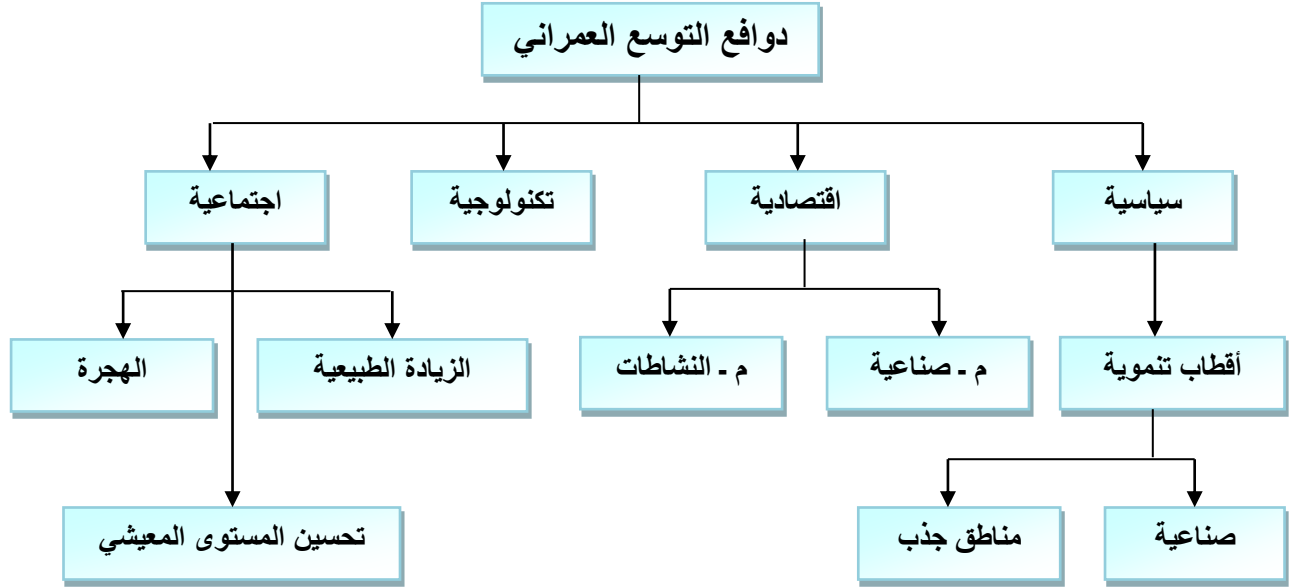 دوافع التوسع العمراني
سياسية
اقتصادية
تكنولوجية
اجتماعية
أقطاب تنموية
م ـ صناعية
م ـ النشاطات
الزيادة الطبيعية
الهجرة
صناعية
مناطق جذب
تحسين المستوى المعيشي